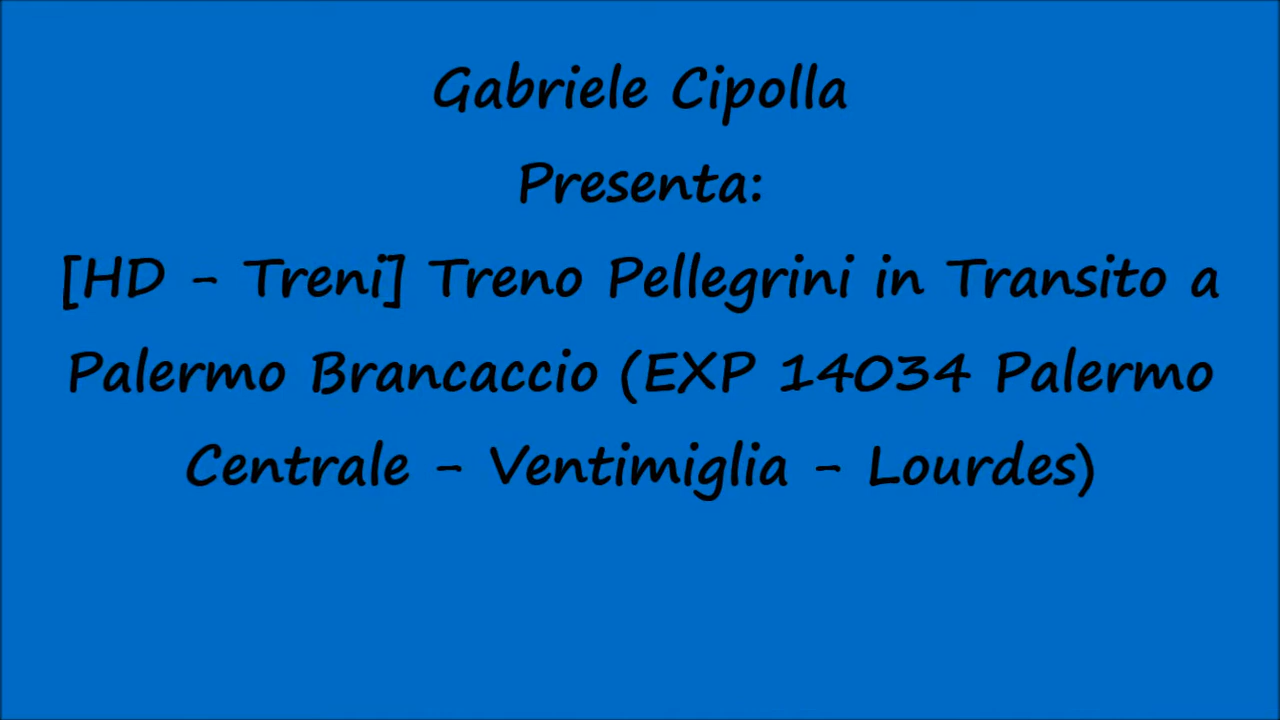 Gabriele Cipolla
Presenta:
[HD - Treni] Treno Pellegrini in Transito a
Palermo Brancaccio (EXP 14034 Palermo
Centrale - Ventimiglia - Lourdes)